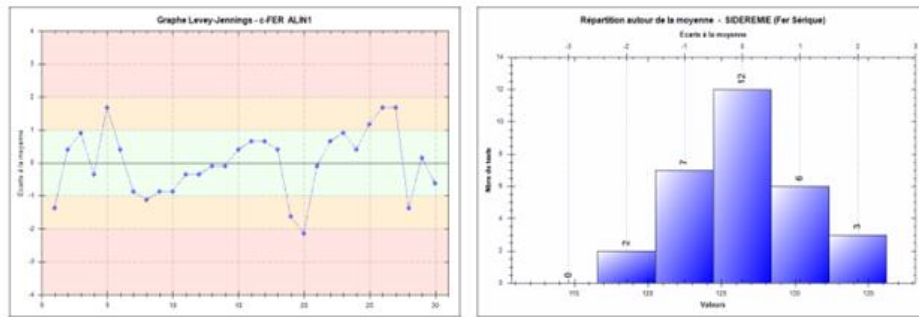 Graphe Levey-Jennings - c-FER ALIN1
Ecarts à la moyenne
4
3
2
1
0
-1
-2
-3
-4
0 5 10 15 20 25 30
Répartition autour de la moyenne - SIDEREMIE (Fer Sérique)
Ecarts à la moyenne
-3 -2 -1 0 1 2 3
Nbre de tests
14
12
10
8
6
4
2
0
0 2 7 12 6 3
115 120 125 130 135
Valeurs